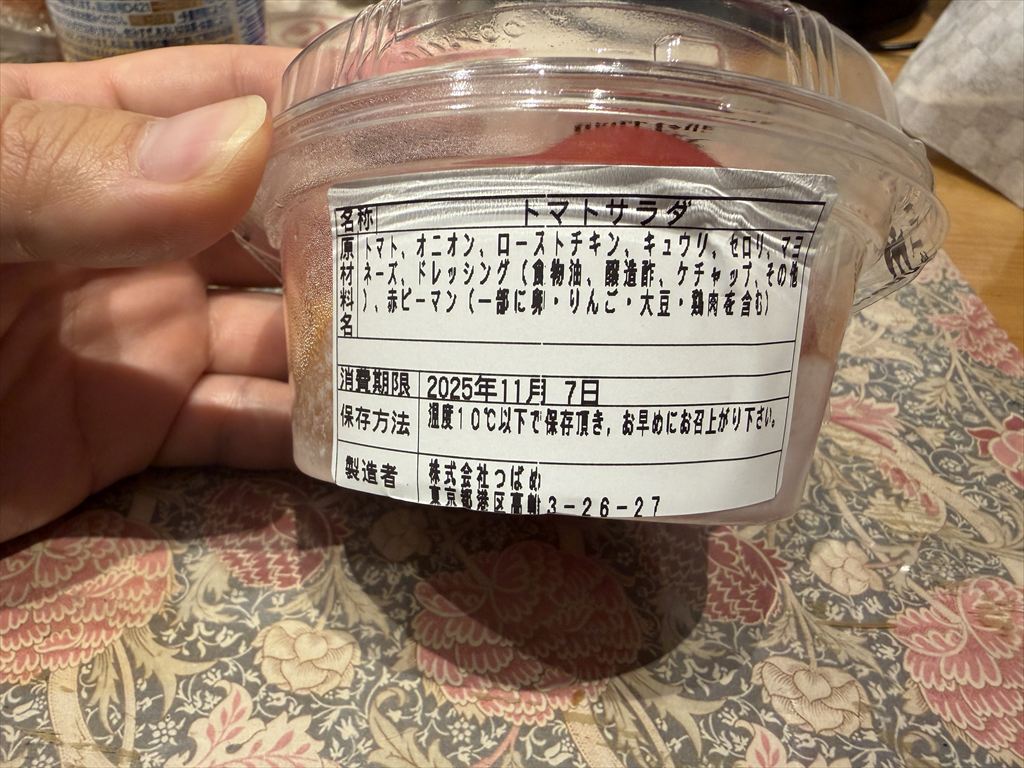 名称 トマトサラダ
原材料名 トマト、オニオン、ローストチキン、キュウリ、セロリ、マヨ
ネーズ、ドレッシング(食物油、醸造酢、ケチャップ、その他
)、赤ピーマン(一部に卵・りんご・大豆・鶏肉を含む)
消費期限 2025年11月 7日
保存方法 温度10℃以下で保存頂き，お早めにお召上がり下さい。
製造者 株式会社つばめ
東京都港区高輪3-26-27